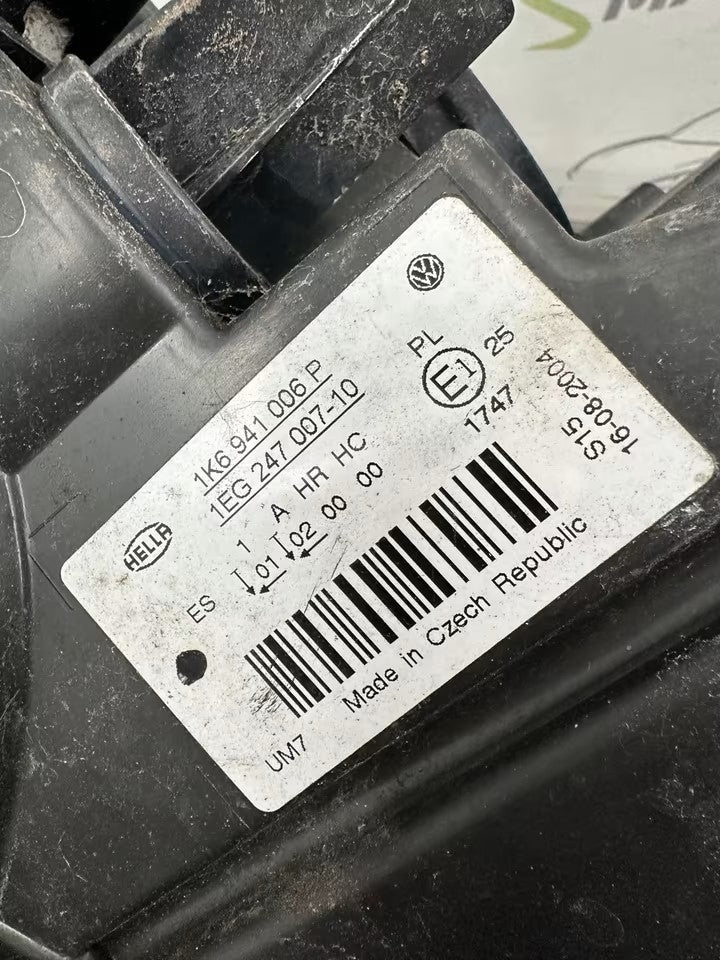 1K6 941 006 P
1EG 247 007-10
HELLA
1 A HR HC
ES 01 02 00 00
PL
E1 25
1747
S15
16-08-2004
Made in Czech Republic
UM7